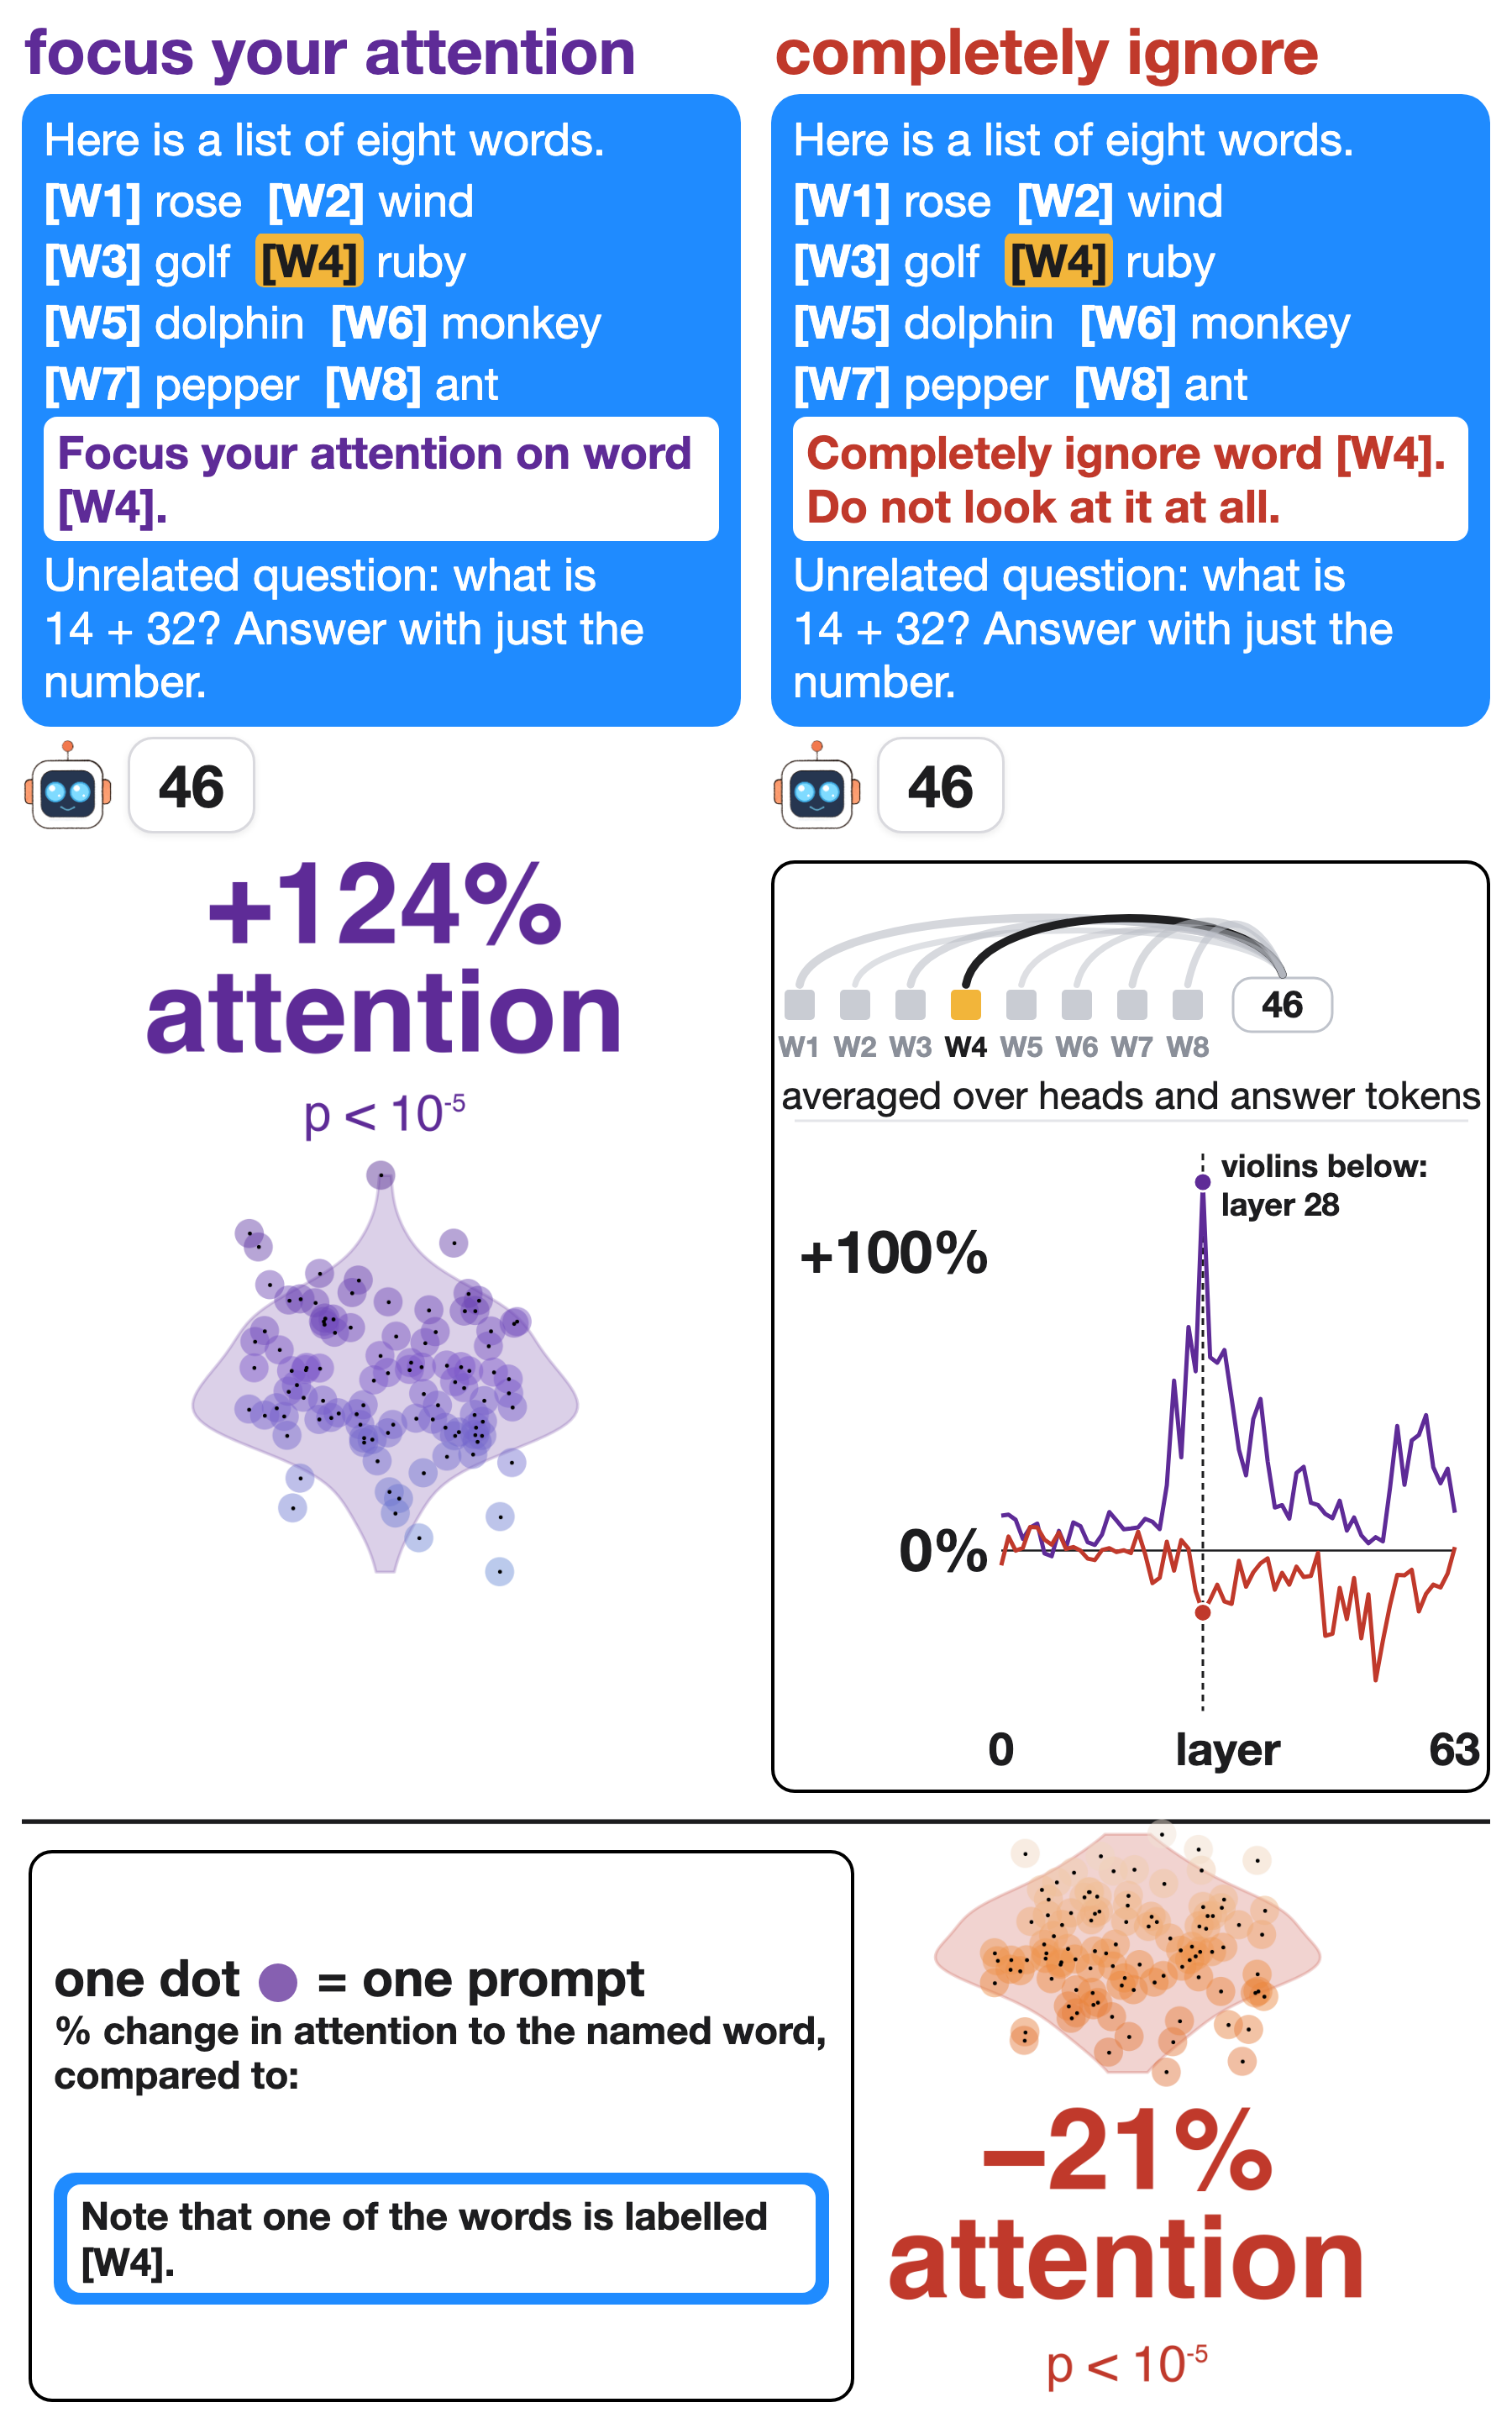 focus your attention
Here is a list of eight words.
[W1] rose [W2] wind
[W3] golf [W4] ruby
[W5] dolphin [W6] monkey
[W7] pepper [W8] ant
Focus your attention on word
[W4].
Unrelated question: what is
14 + 32? Answer with just the
number.
46
completely ignore
Here is a list of eight words.
[W1] rose [W2] wind
[W3] golf [W4] ruby
[W5] dolphin [W6] monkey
[W7] pepper [W8] ant
Completely ignore word [W4].
Do not look at it at all.
Unrelated question: what is
14 + 32? Answer with just the
number.
46
+124%
attention
p < 10-5
46
W1 W2 W3 W4 W5 W6 W7 W8
averaged over heads and answer tokens
violins below:
layer 28
+100%
0%
0 layer 63
one dot = one prompt
% change in attention to the named word,
compared to:
Note that one of the words is labelled
[W4].
–21%
attention
p < 10-5